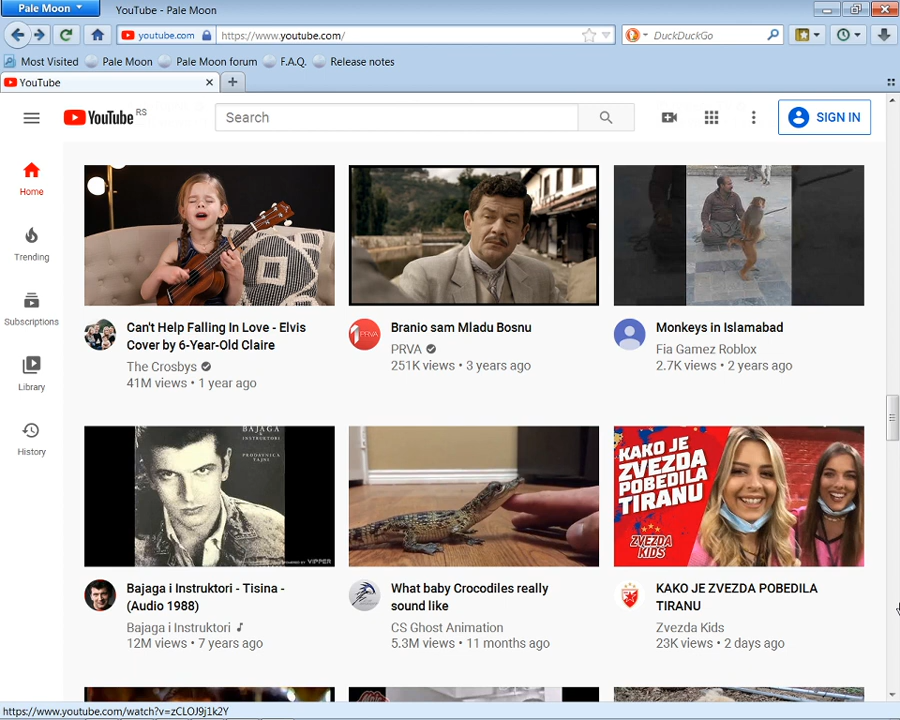 Pale Moon
YouTube - Pale Moon
youtube.com
https://www.youtube.com/
DuckDuckGo
Most Visited
Pale Moon
Pale Moon forum
F.A.Q.
Release notes
YouTube
YouTube RS
Search
SIGN IN
Home
Trending
Subscriptions
Library
History
Can't Help Falling In Love - Elvis
Cover by 6-Year-Old Claire
The Crosbys
41M views • 1 year ago
PRVA
Branio sam Mladu Bosnu
PRVA
251K views • 3 years ago
Monkeys in Islamabad
Fia Gamez Roblox
2.7K views • 2 years ago
BAJAGA
INSTRUKTORI
PRODAVNICA
TAJNI
VIPPER
Bajaga i Instruktori - Tisina -
(Audio 1988)
Bajaga i Instruktori
12M views • 7 years ago
What baby Crocodiles really
sound like
CS Ghost Animation
5.3M views • 11 months ago
KAKO JE
ZVEZDA
POBEDILA
TIRANU
ZVEZDA
KIDS
KAKO JE ZVEZDA POBEDILA
TIRANU
Zvezda Kids
23K views • 2 days ago
https://www.youtube.com/watch?v=zCLOJ9j1k2Y